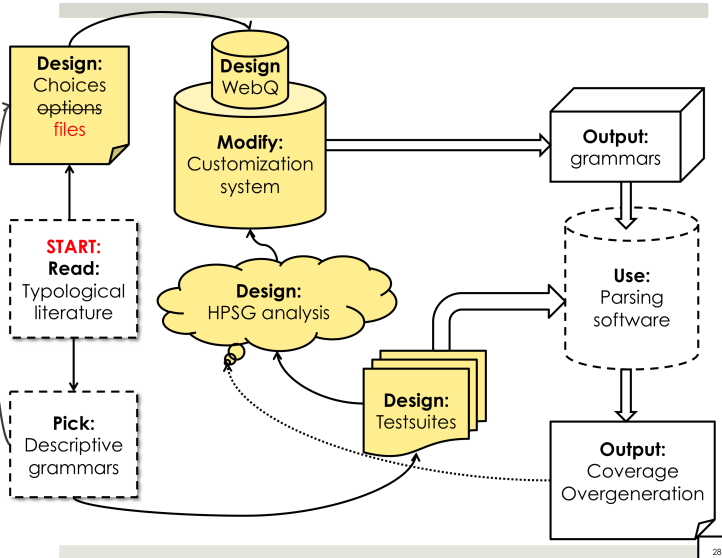 Design:
Choices
options
files
Design
WebQ
Modify:
Customization
system
Output:
grammars
START:
Read:
Typological
literature
Design:
HPSG analysis
Use:
Parsing
software
Pick:
Descriptive
grammars
Design:
Testsuites
Output:
Coverage
Overgeneration
28